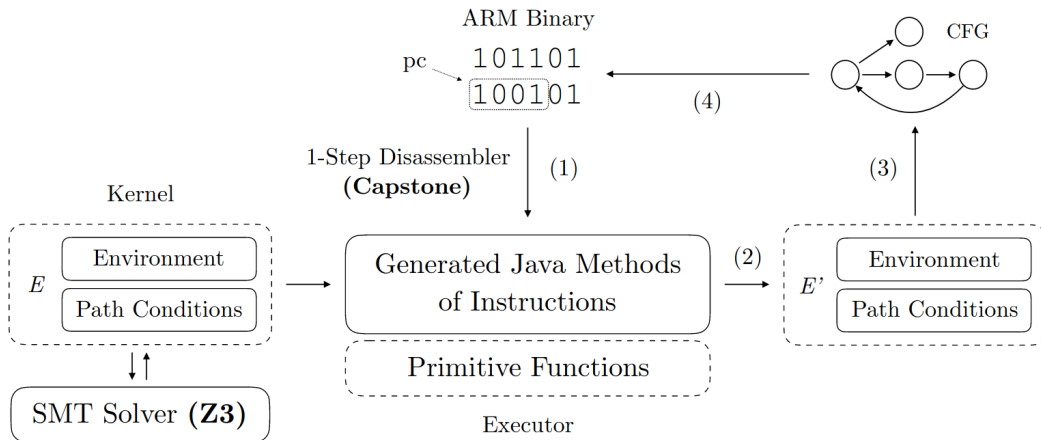 ARM Binary
CFG
pc
101101
100101
(4)
1-Step Disassembler
(Capstone)
(1)
(3)
Kernel
E
Environment
Path Conditions
Generated Java Methods
of Instructions
(2)
E'
Environment
Path Conditions
Primitive Functions
SMT Solver (Z3)
Executor